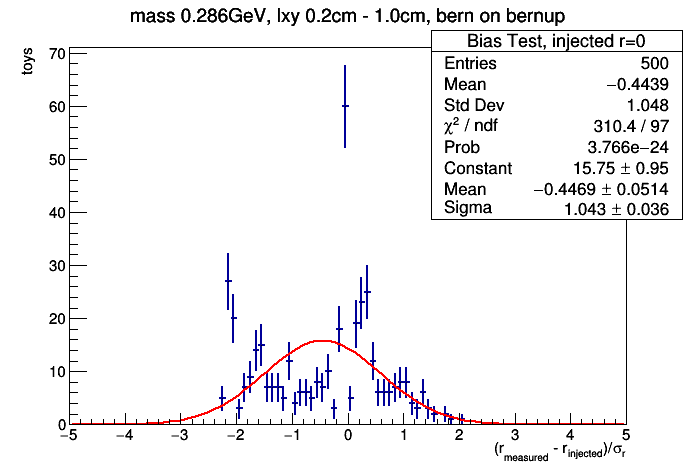 mass 0.286GeV, lxy 0.2cm - 1.0cm, bern on bernup
Bias Test, injected r=0
Entries 500
Mean −0.4439
Std Dev 1.048
χ² / ndf 310.4 / 97
Prob 3.766e−24
Constant 15.75 ± 0.95
Mean −0.4469 ± 0.0514
Sigma 1.043 ± 0.036
toys
70
60
50
40
30
20
10
0
−5 −4 −3 −2 −1 0 1 2 3 4 5
(r_measured - r_injected)/σ_r